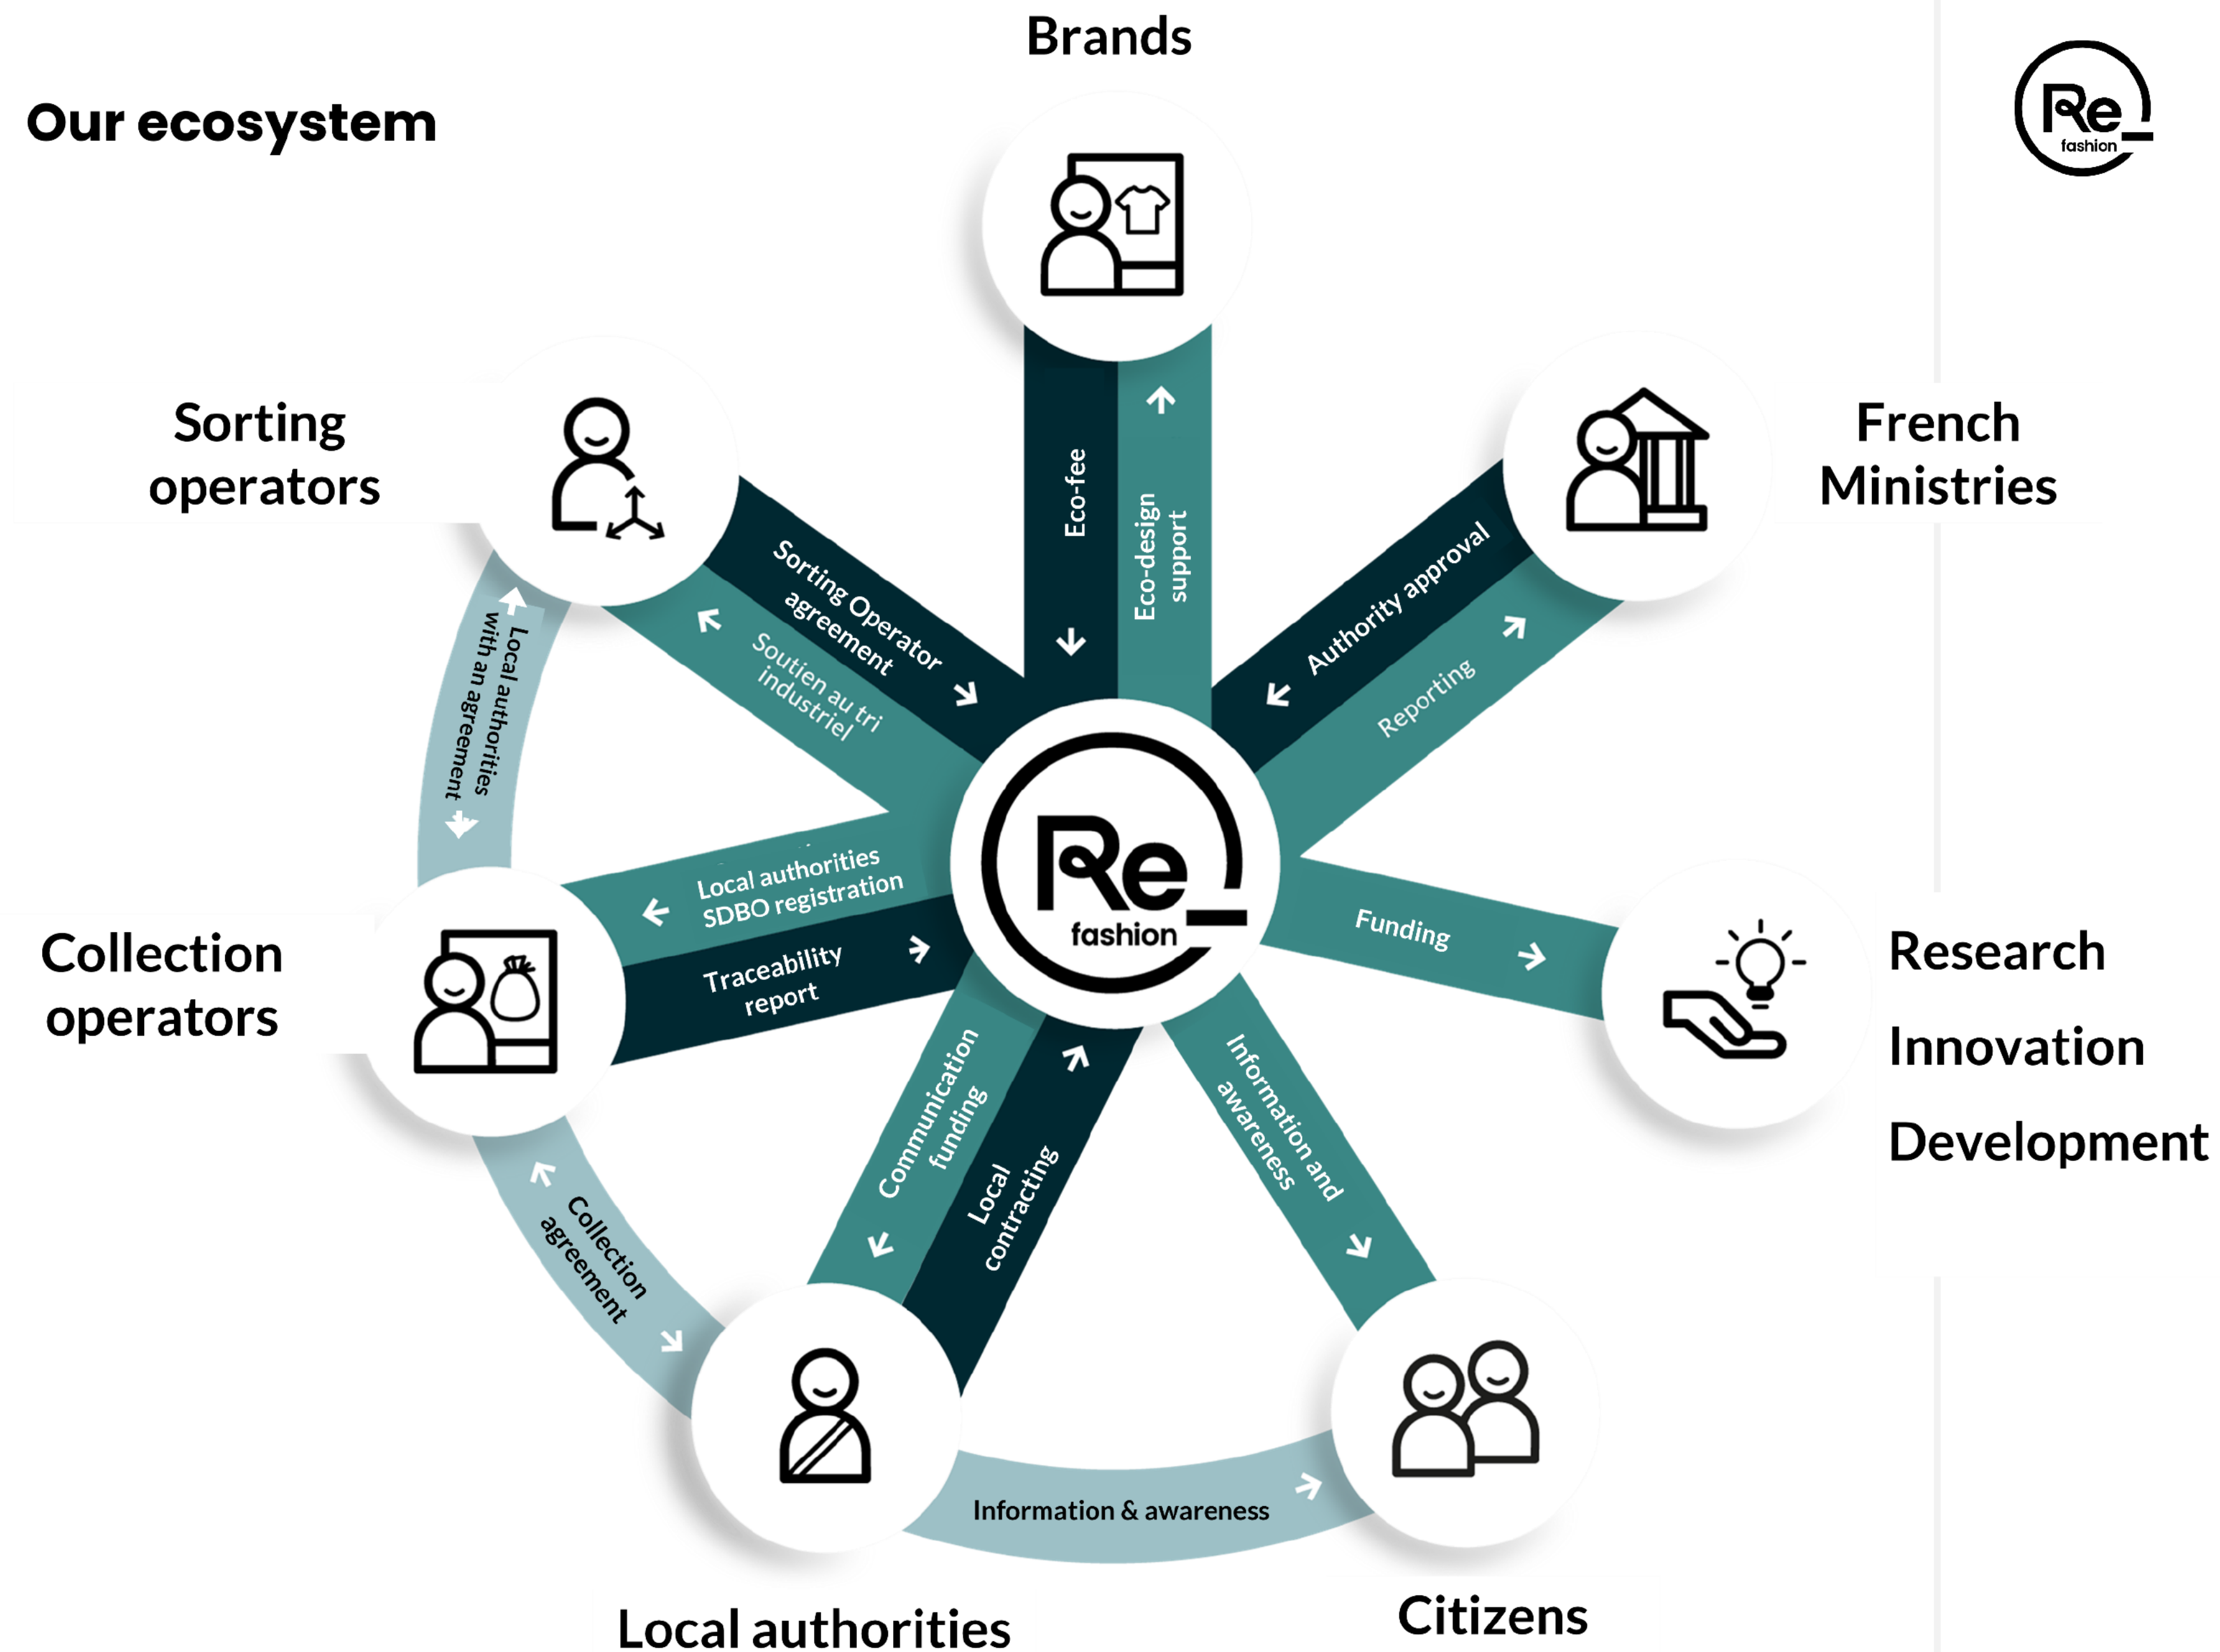 Our ecosystem
Brands
Re_
fashion
Sorting
operators
French
Ministries
Eco-fee
Eco-design
support
Sorting Operator
agreement
Soutien au tri
industriel
Authority approval
Reporting
Local authorities
with an agreement
Local authorities
SDBO registration
Traceability
report
Re_
fashion
Funding
Collection
operators
Research
Innovation
Development
Communication
funding
Local
contracting
Information and
awareness
Collection
agreement
Information & awareness
Local authorities
Citizens